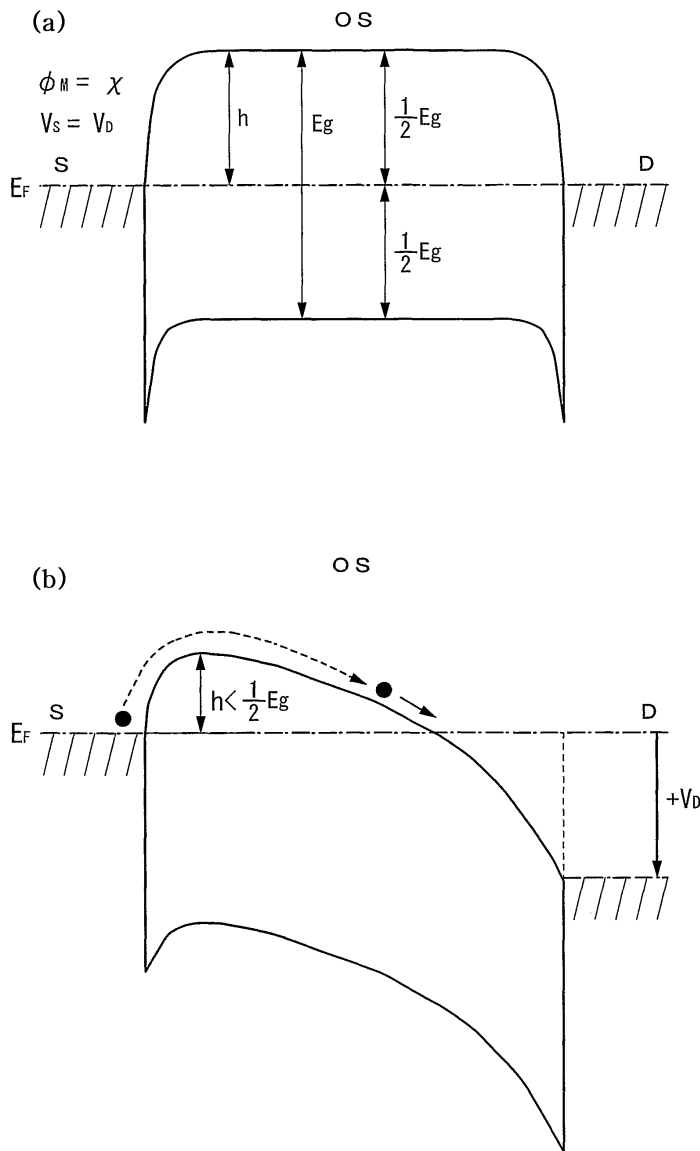 (a)
OS
φM = χ
VS = VD
h
Eg
1/2 Eg
S
D
EF
1/2 Eg
(b)
OS
h< 1/2 Eg
S
D
EF
+VD